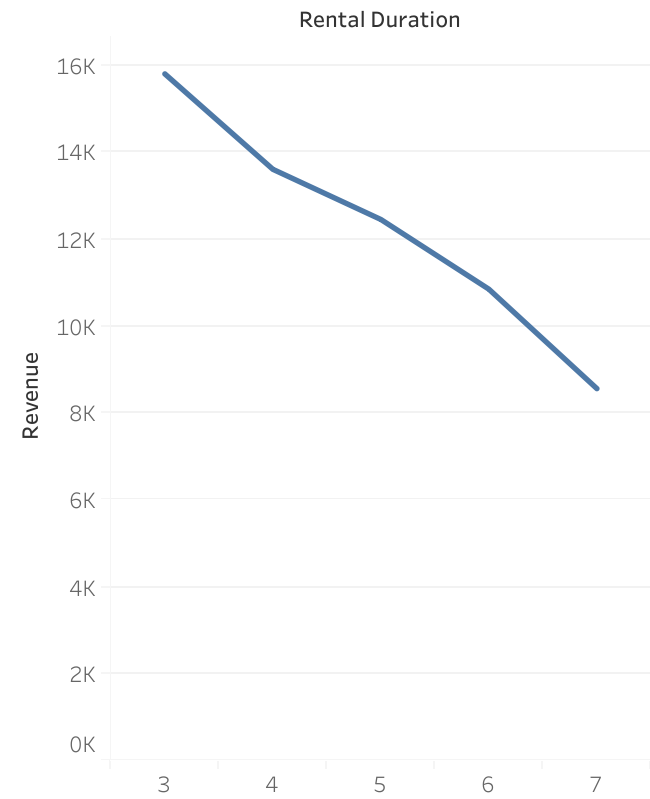 Rental Duration
16K
14K
12K
10K
8K
6K
4K
2K
0K
Revenue
3 4 5 6 7